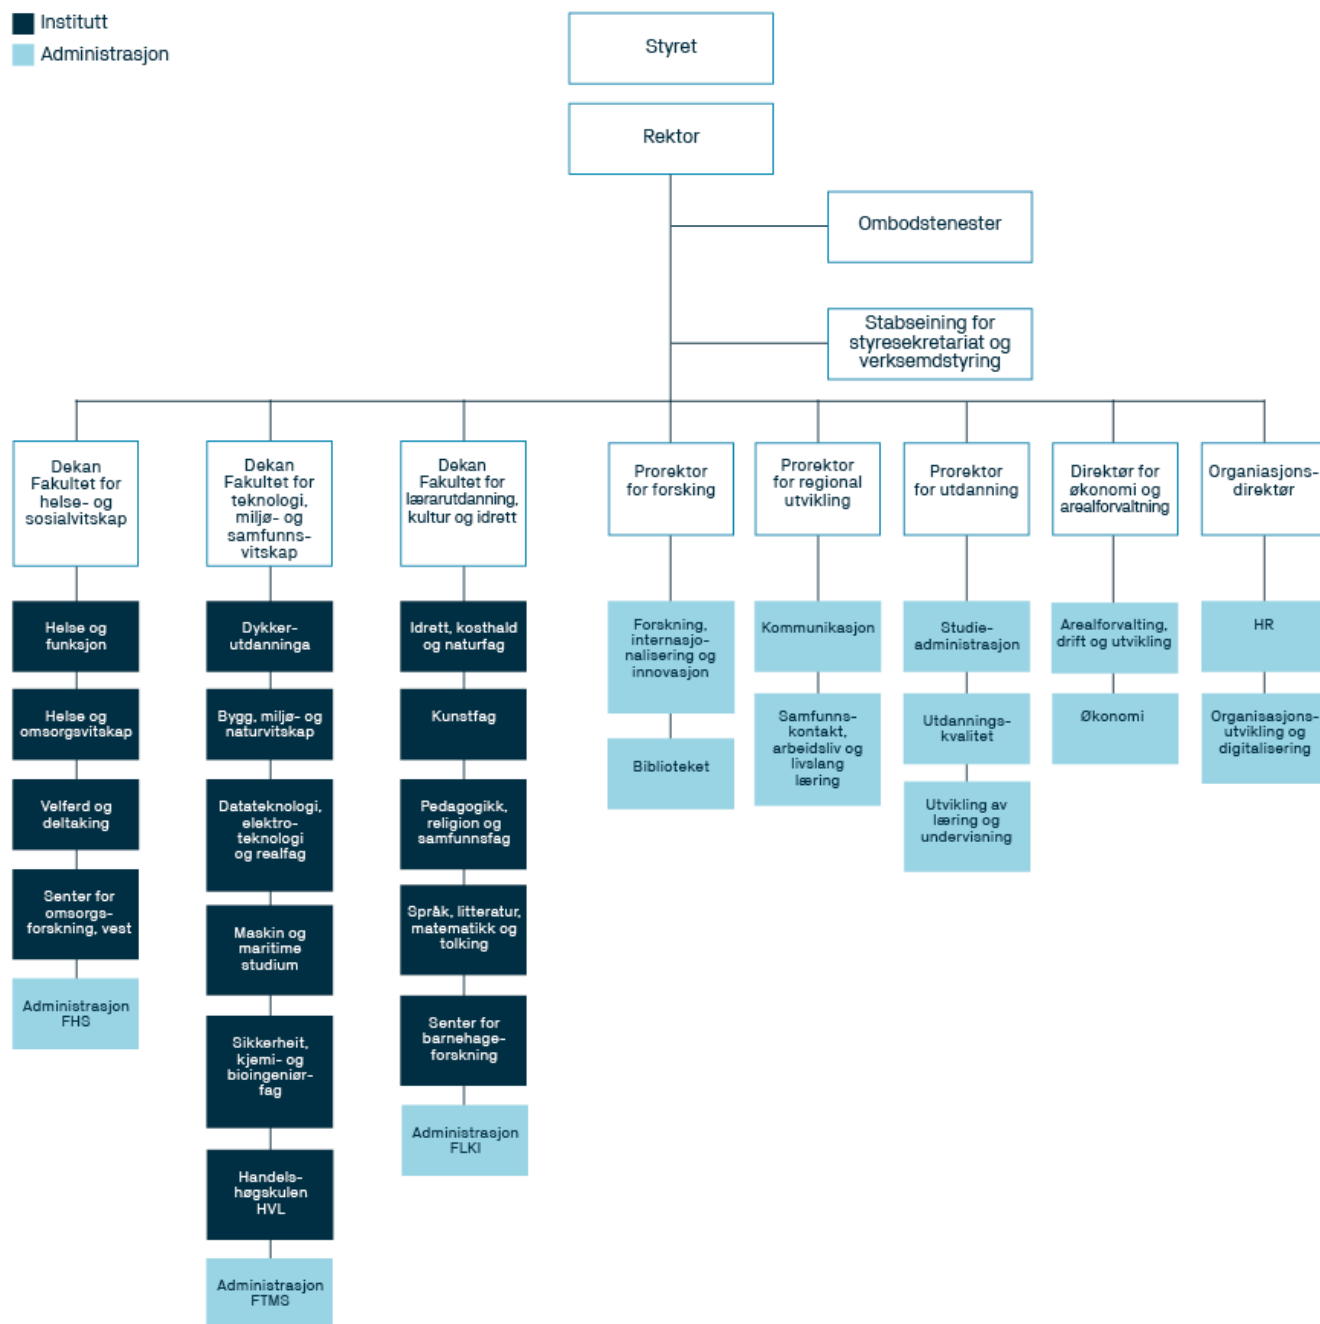 Institutt
Administrasjon
Styret
Rektor
Ombodstenester
Stabseining for
styresekretariat og
verksemdstyring
Dekan
Fakultet for
helse- og
sosialvitskap
Dekan
Fakultet for
teknologi,
miljø- og
samfunns-
vitskap
Dekan
Fakultet for
lærarutdanning,
kultur og idrett
Prorektor
for forsking
Prorektor
for regional
utvikling
Prorektor
for utdanning
Direktør for
økonomi og
arealforvaltning
Organiasjons-
direktør
Helse og
funksjon
Helse og
omsorgsvitskap
Velferd og
deltaking
Senter for
omsorgs-
forskning, vest
Administrasjon
FHS
Dykker-
utdanninga
Bygg, miljø- og
naturvitskap
Datateknologi,
elektro-
teknologi
og realfag
Maskin og
maritime
studium
Sikkerheit,
kjemi- og
bioingeniør-
fag
Handels-
høgskulen
HVL
Administrasjon
FTMS
Idrett, kosthald
og naturfag
Kunstfag
Pedagogikk,
religion og
samfunnsfag
Språk, litteratur,
matematikk og
tolking
Senter for
barnehage-
forskning
Administrasjon
FLKI
Forskning,
internasjo-
nalisering og
innovasjon
Biblioteket
Kommunikasjon
Samfunns-
kontakt,
arbeidsliv og
livslang
læring
Studie-
administrasjon
Utdannings-
kvalitet
Utvikling av
læring og
undervisning
Arealforvalting,
drift og utvikling
Økonomi
HR
Organisasjons-
utvikling og
digitalisering